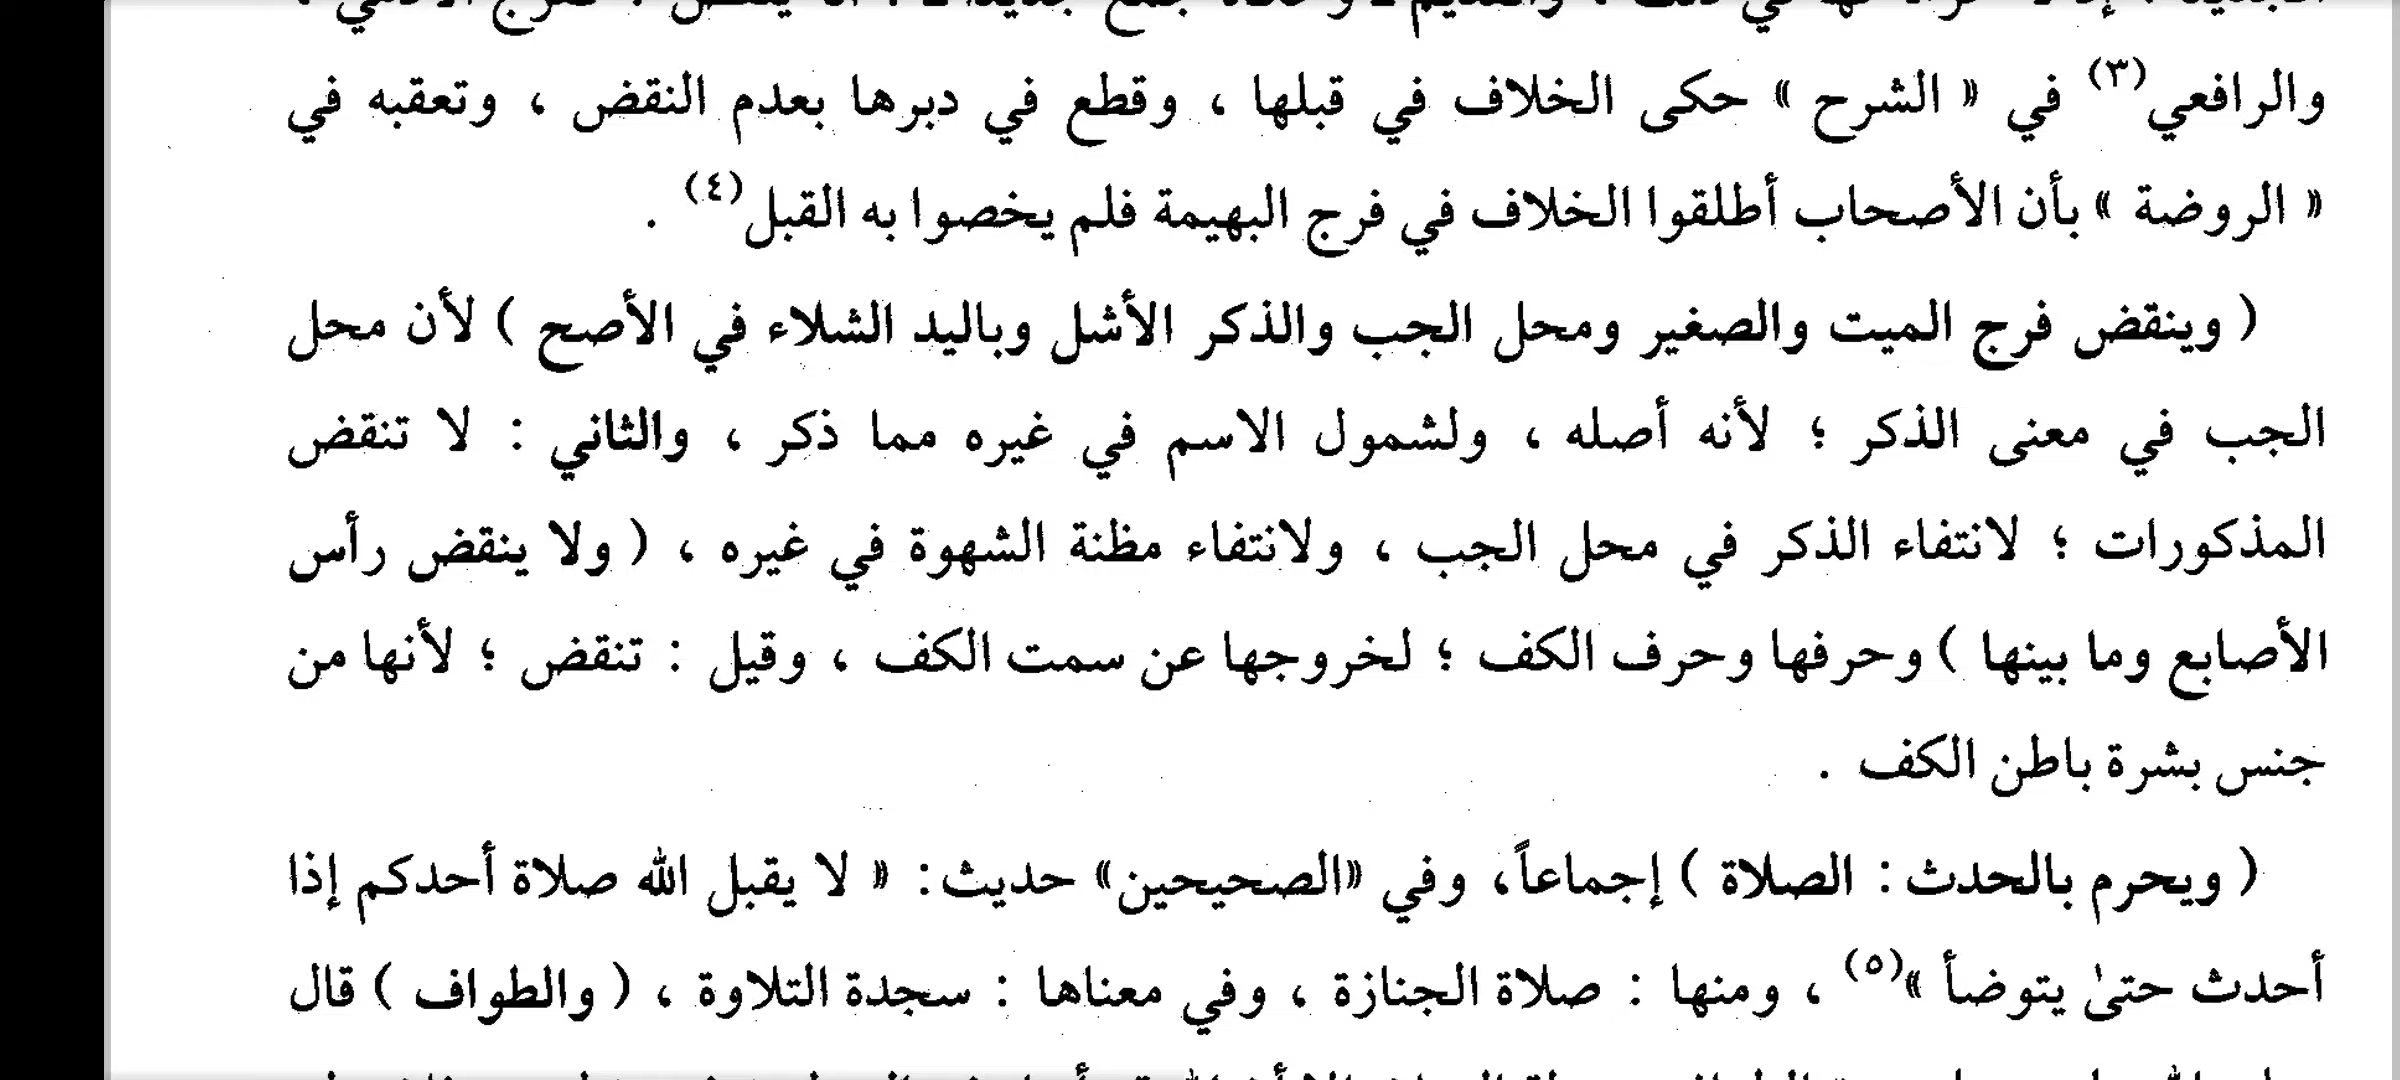 والرافعي(٣) في « الشرح » حكى الخلاف في قبلها ، وقطع في دبرها بعدم النقض ، وتعقبه في
« الروضة » بأن الأصحاب أطلقوا الخلاف في فرج البهيمة فلم يخصوا به القبل(٤) .
( وينقض فرج الميت والصغير ومحل الجب والذكر الأشل وباليد الشلاء في الأصح ) لأن محل
الجب في معنى الذكر ؛ لأنه أصله ، ولشمول الاسم في غيره مما ذكر ، والثاني : لا تنقض
المذكورات ؛ لانتفاء الذكر في محل الجب ، ولانتفاء مظنة الشهوة في غيره ، ( ولا ينقض رأس
الأصابع وما بينها ) وحرفها وحرف الكف ؛ لخروجها عن سمت الكف ، وقيل : تنقض ؛ لأنها من
جنس بشرة باطن الكف .
( ويحرم بالحدث : الصلاة ) إجماعاً، وفي «الصحيحين» حديث: « لا يقبل الله صلاة أحدكم إذا
أحدث حتىٰ يتوضأ »(٥) ، ومنها : صلاة الجنازة ، وفي معناها : سجدة التلاوة ، ( والطواف ) قال